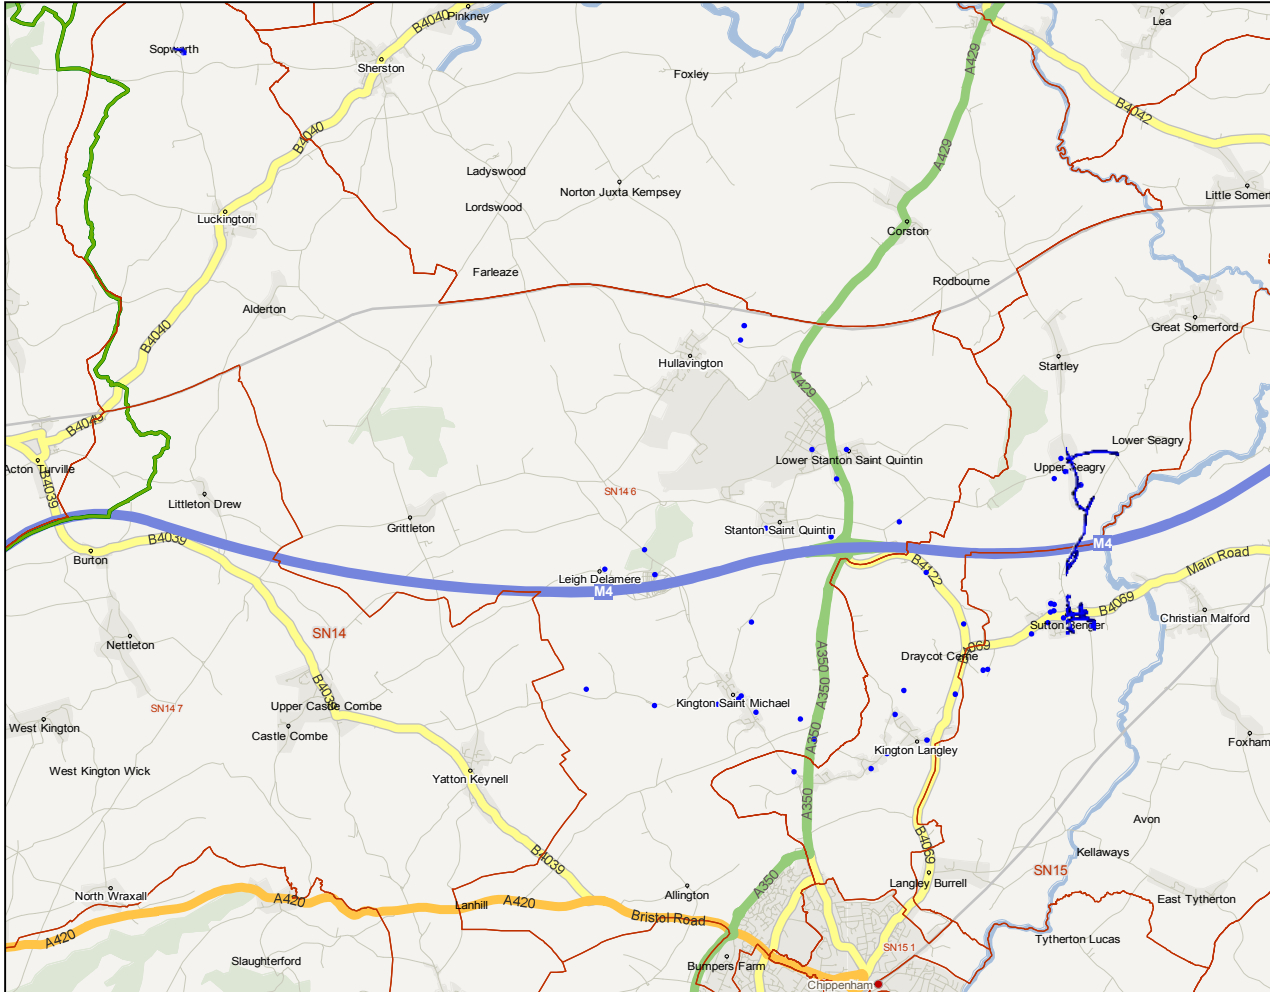 B4040
Pinkney
Lea
Sopworth
Sherston
A429
Foxley
B4042
B4040
A429
Ladyswood
Norton Juxta Kempsey
Little Somer
Lordswood
Luckington
Corston
Farleaze
Rodbourne
Alderton
Great Somerford
B4040
Hullavington
Startley
A429
B4040
Lower Seagry
Acton Turville
Lower Stanton Saint Quintin
Upper Seagry
B4039
SN14 6
Littleton Drew
Grittleton
Stanton Saint Quintin
B4039
M4
Burton
Leigh Delamere
B4122
Main Road
M4
B4069
Sutton Benger
Christian Malford
SN14
Nettleton
A350
Draycot Cerne
B4069
B4039
A350
Upper Castle Combe
Kington Saint Michael
SN14 7
West Kington
Castle Combe
A350
Kington Langley
Foxham
West Kington Wick
Yatton Keynell
A350
Avon
B4069
Kellaways
B4039
SN15
Langley Burrell
A350
North Wraxall
Allington
East Tytherton
A420
Lanhill
A420
Bristol Road
A420
SN15 1
Tytherton Lucas
Slaughterford
Bumpers Farm
Chippenham